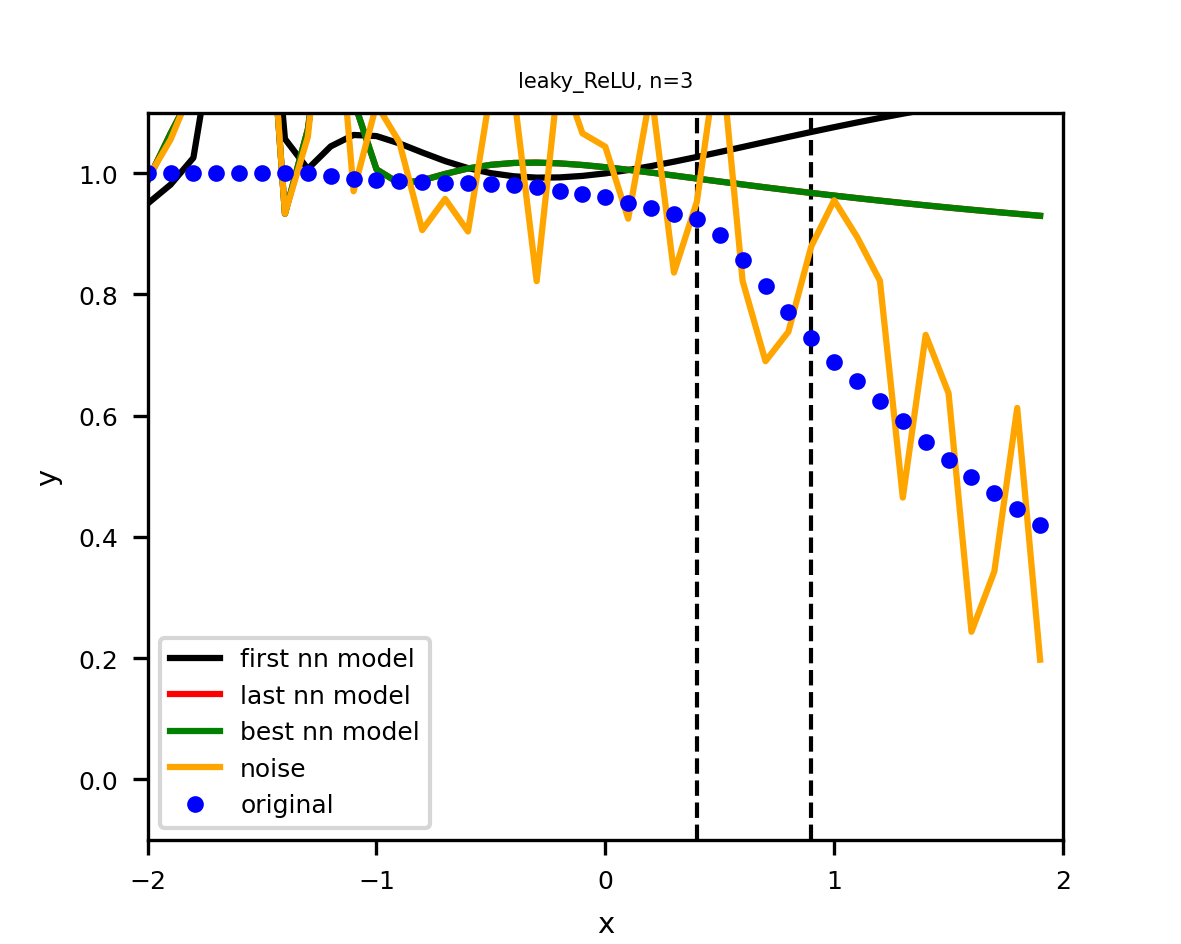 leaky_ReLU, n=3
1.0
0.8
0.6
0.4
0.2
0.0
y
first nn model
last nn model
best nn model
noise
original
−2
−1
0
1
2
x